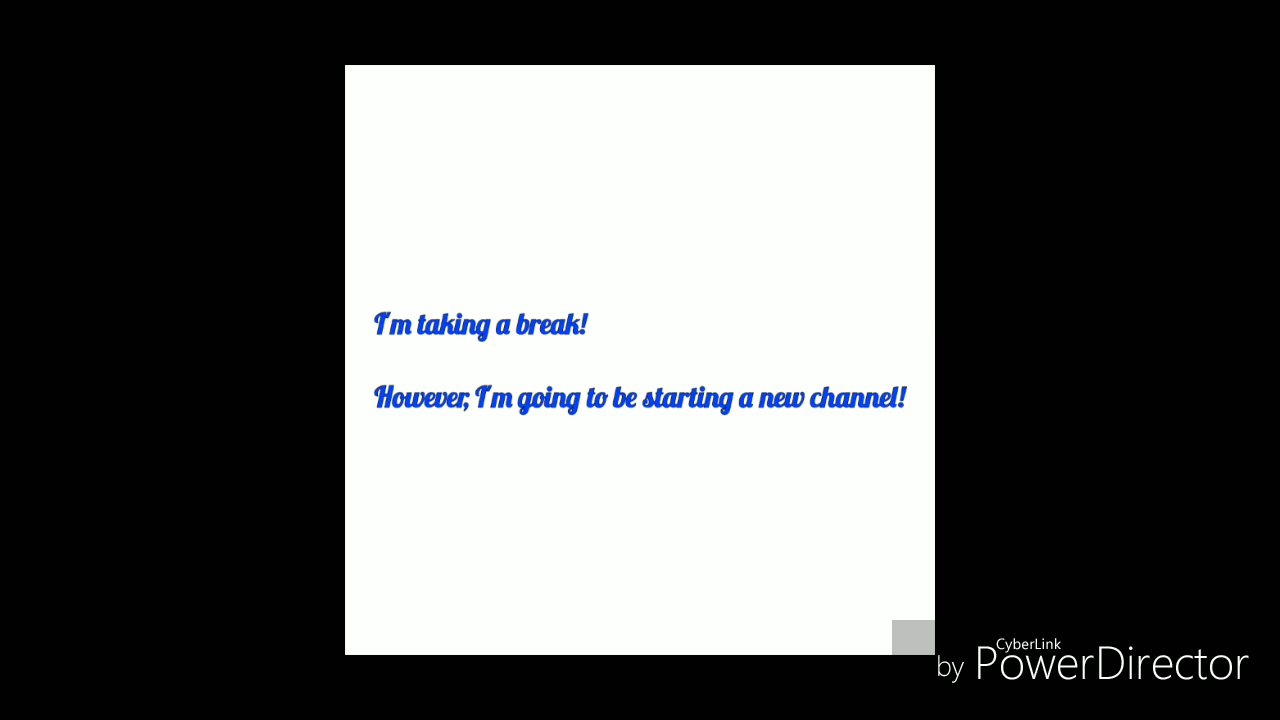 I'm taking a break!
However, I'm going to be starting a new channel!
CyberLink
by PowerDirector